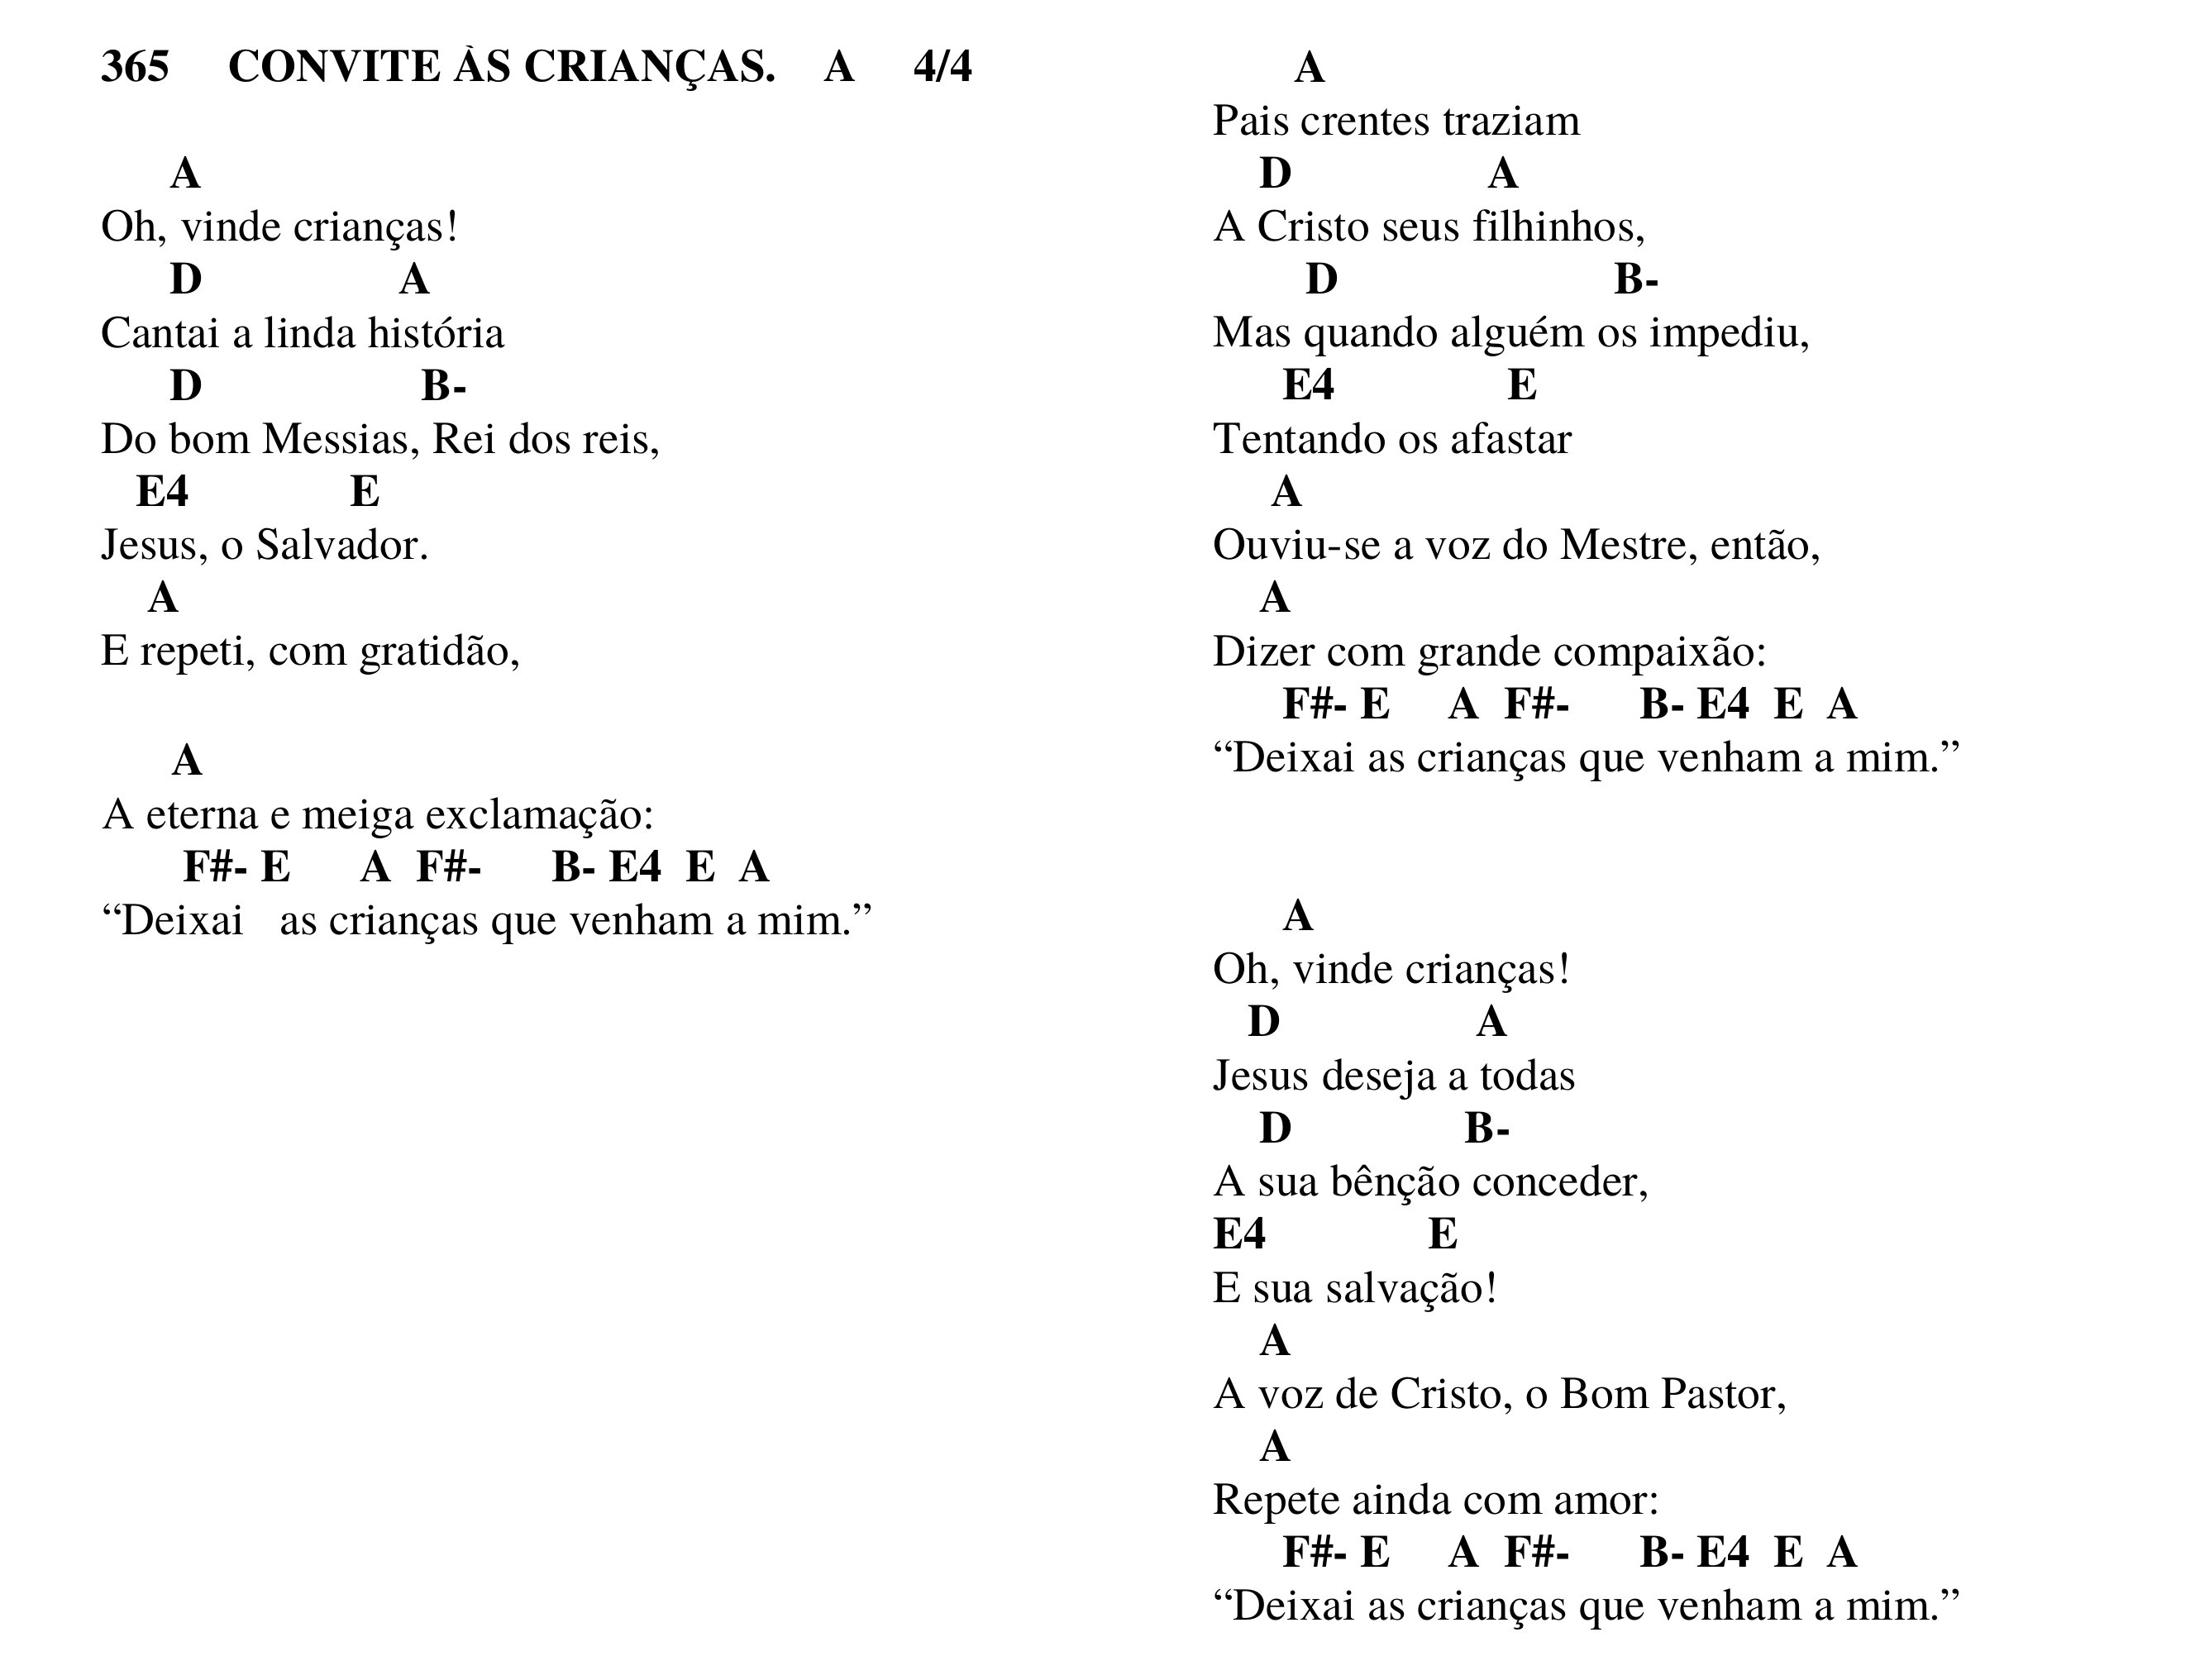 365     CONVITE ÀS CRIANÇAS.    A     4/4
      A
Oh, vinde crianças!
      D                 A
Cantai a linda história
      D                   B-
Do bom Messias, Rei dos reis,
   E4              E
Jesus, o Salvador.
    A
E repeti, com gratidão,
      A
A eterna e meiga exclamação:
       F#- E      A  F#-      B- E4  E  A
“Deixai   as crianças que venham a mim.”
       A
Pais crentes traziam
    D                 A
A Cristo seus filhinhos,
        D                        B-
Mas quando alguém os impediu,
      E4               E
Tentando os afastar
     A
Ouviu-se a voz do Mestre, então,
    A
Dizer com grande compaixão:
      F#- E     A  F#-      B- E4  E  A
“Deixai as crianças que venham a mim.”
      A
Oh, vinde crianças!
   D                 A
Jesus deseja a todas
    D               B-
A sua bênção conceder,
E4              E
E sua salvação!
    A
A voz de Cristo, o Bom Pastor,
    A
Repete ainda com amor:
      F#- E     A  F#-      B- E4  E  A
“Deixai as crianças que venham a mim.”